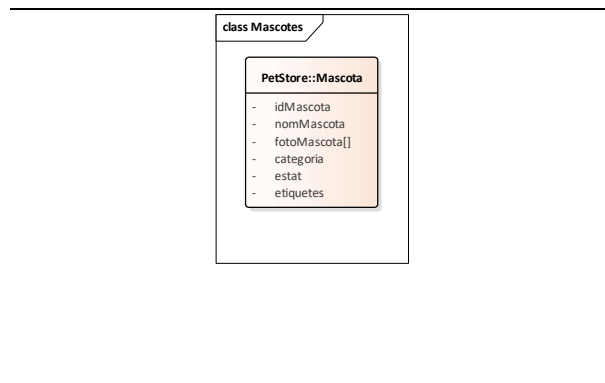 class Mascotes
PetStore::Mascota
- idMascota
- nomMascota
- fotoMascota[]
- categoria
- estat
- etiquetes